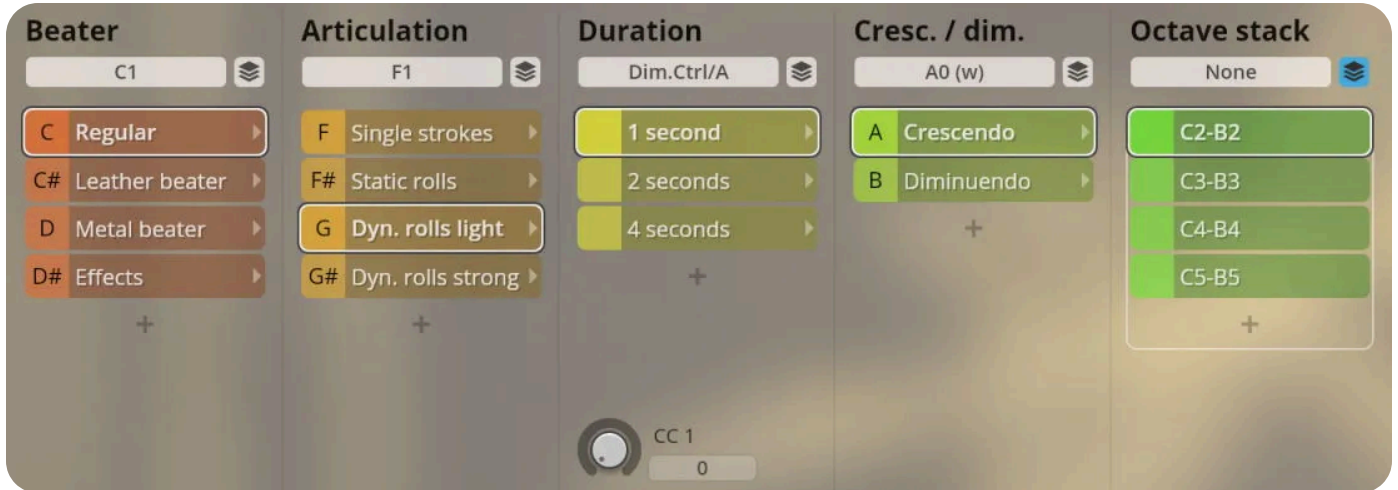 Beater
C1
C Regular
C# Leather beater
D Metal beater
D# Effects
+
Articulation
F1
F Single strokes
F# Static rolls
G Dyn. rolls light
G# Dyn. rolls strong
+
Duration
Dim.Ctrl/A
1 second
2 seconds
4 seconds
+
CC 1
0
Cresc. / dim.
A0 (w)
A Crescendo
B Diminuendo
+
Octave stack
None
C2-B2
C3-B3
C4-B4
C5-B5
+